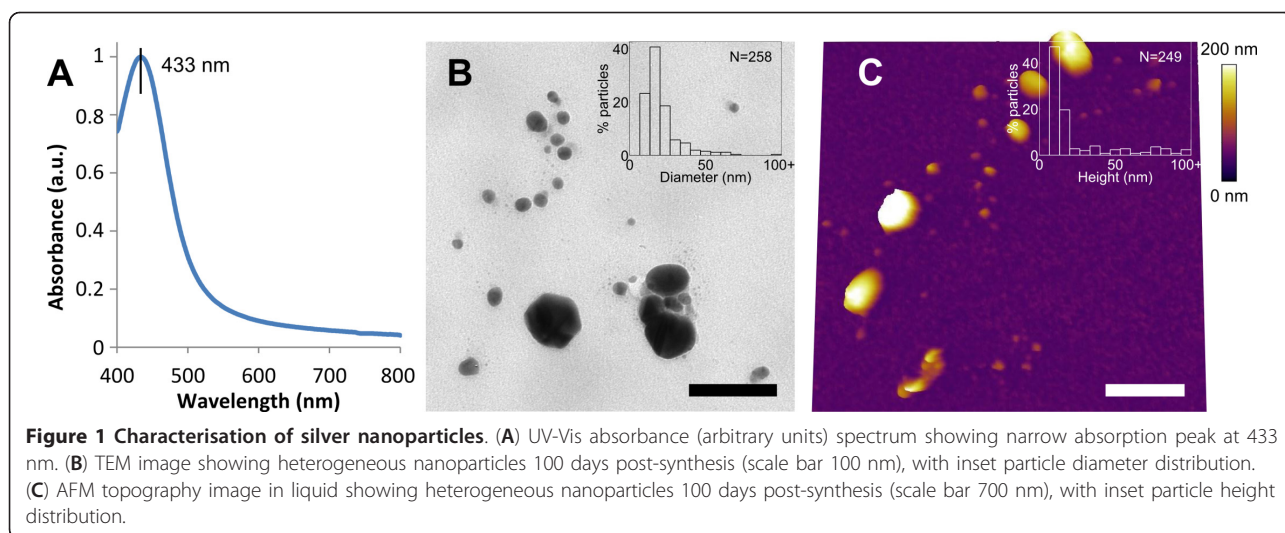 A
433 nm
1
0.8
0.6
0.4
0.2
0
Absorbance (a.u.)
400 500 600 700 800
Wavelength (nm)
B
N=258
40
20
0
% particles
0 50 100+
Diameter (nm)
C
N=249
40
20
0
% particles
0 50 100+
Height (nm)
200 nm
0 nm
Figure 1 Characterisation of silver nanoparticles. (A) UV-Vis absorbance (arbitrary units) spectrum showing narrow absorption peak at 433
nm. (B) TEM image showing heterogeneous nanoparticles 100 days post-synthesis (scale bar 100 nm), with inset particle diameter distribution.
(C) AFM topography image in liquid showing heterogeneous nanoparticles 100 days post-synthesis (scale bar 700 nm), with inset particle height
distribution.